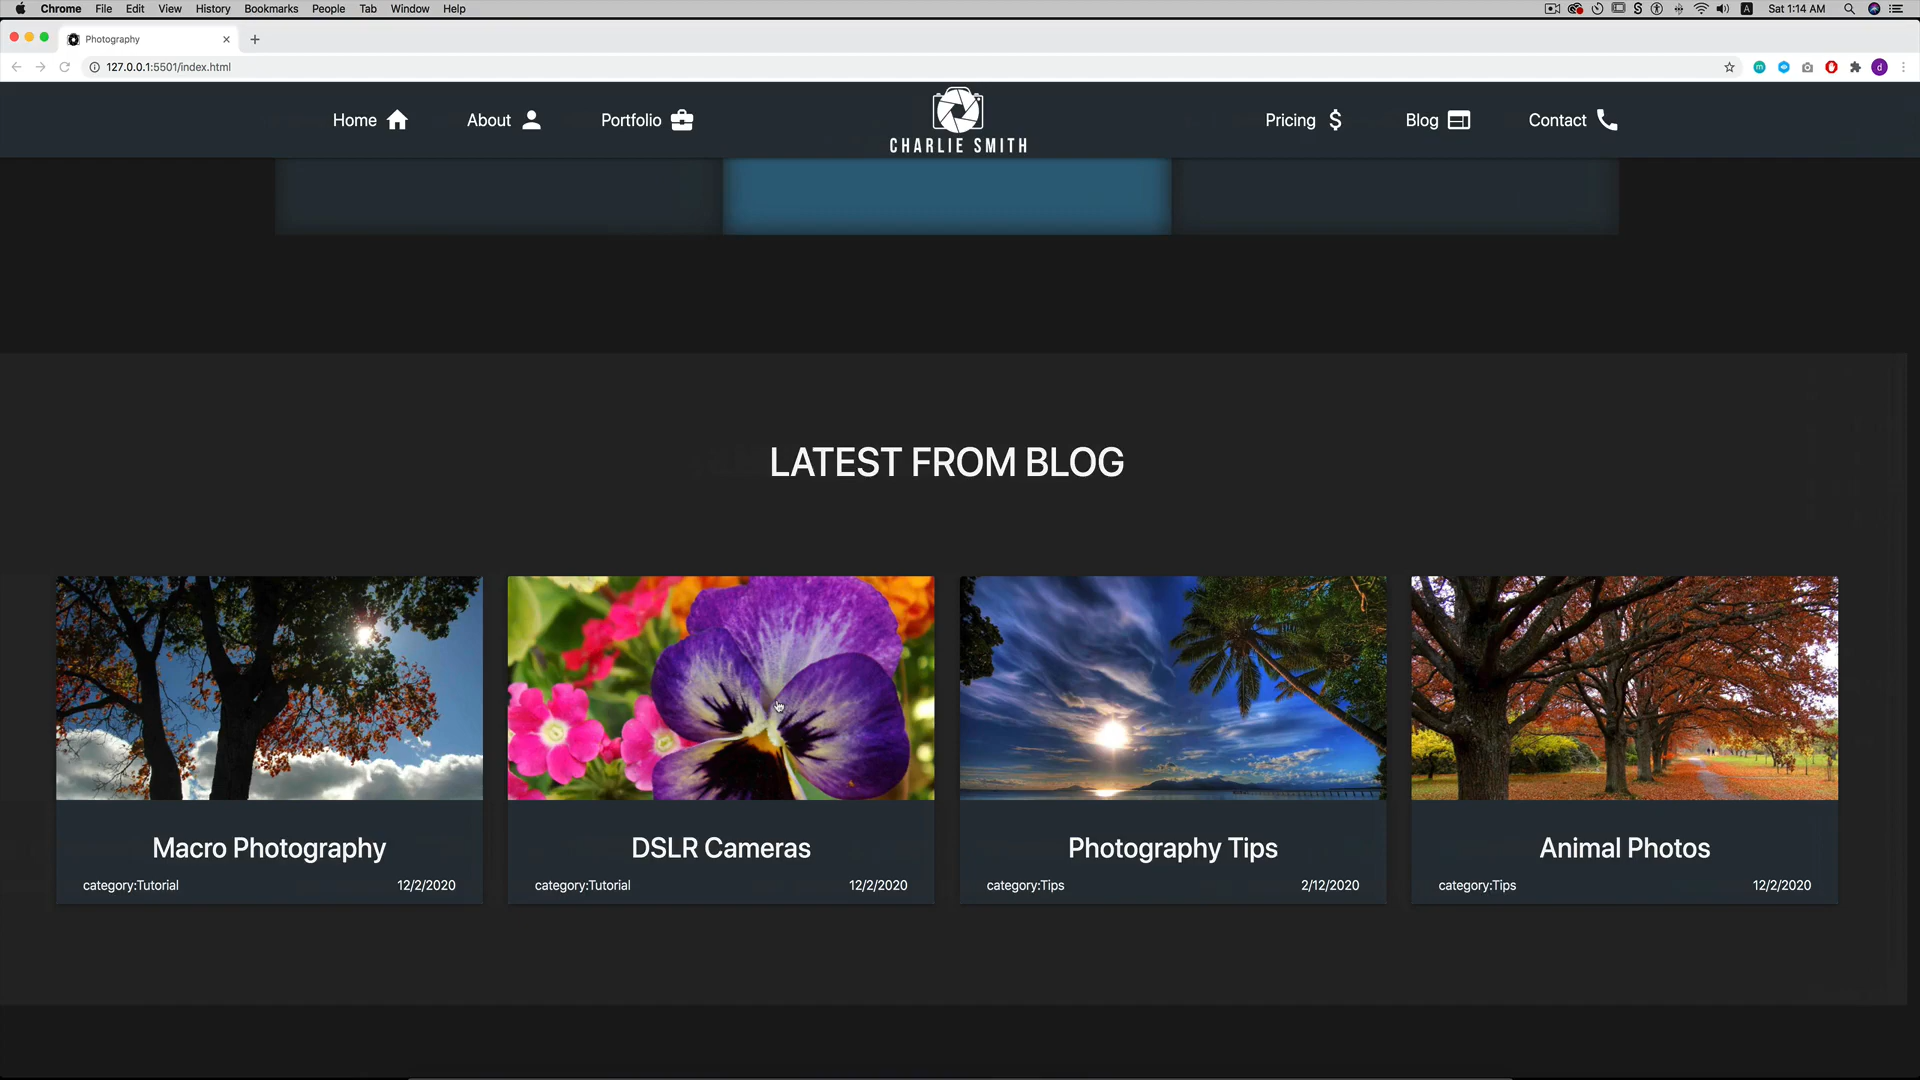 Chrome File Edit View History Bookmarks People Tab Window Help
Sat 1:14 AM
Photography
127.0.0.1:5501/index.html
d
Home About Portfolio
CHARLIE SMITH
Pricing $ Blog Contact
LATEST FROM BLOG
Macro Photography
category:Tutorial 12/2/2020
DSLR Cameras
category:Tutorial 12/2/2020
Photography Tips
category:Tips 2/12/2020
Animal Photos
category:Tips 12/2/2020